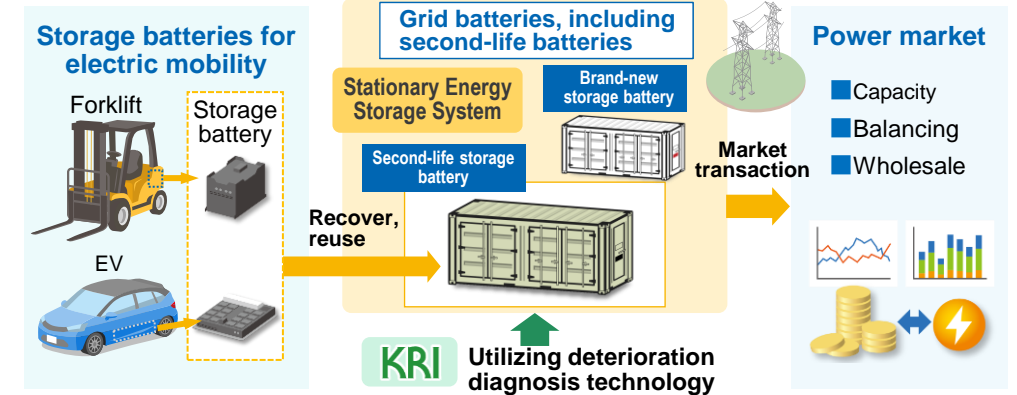 Storage batteries for
electric mobility
Forklift
Storage
battery
EV
Recover,
reuse
Grid batteries, including
second-life batteries
Stationary Energy
Storage System
Brand-new
storage battery
Second-life storage
battery
KRI
Utilizing deterioration
diagnosis technology
Market
transaction
Power market
Capacity
Balancing
Wholesale